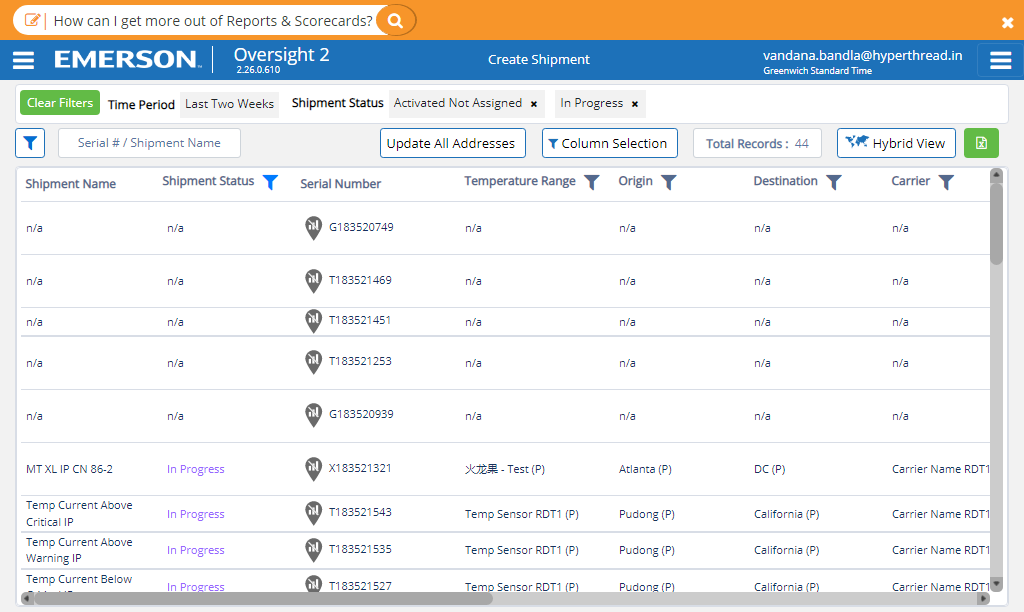 How can I get more out of Reports & Scorecards?
EMERSON Oversight 2 Create Shipment vandana.bandla@hyperthread.in
2.26.0.610 Greenwich Standard Time
Clear Filters Time Period Last Two Weeks Shipment Status Activated Not Assigned × In Progress ×
Serial # / Shipment Name Update All Addresses Column Selection Total Records : 44 Hybrid View
Shipment Name Shipment Status Serial Number Temperature Range Origin Destination Carrier
n/a n/a G183520749 n/a n/a n/a n/a
n/a n/a T183521469 n/a n/a n/a n/a
n/a n/a T183521451 n/a n/a n/a n/a
n/a n/a T183521253 n/a n/a n/a n/a
n/a n/a G183520939 n/a n/a n/a n/a
MT XL IP CN 86-2 In Progress X183521321 火龙果 - Test (P) Atlanta (P) DC (P) Carrier Name RDT1
Temp Current Above
Critical IP In Progress T183521543 Temp Sensor RDT1 (P) Pudong (P) California (P) Carrier Name RDT1
Temp Current Above
Warning IP In Progress T183521535 Temp Sensor RDT1 (P) Pudong (P) California (P) Carrier Name RDT1
Temp Current Below
In Progress T183521527 Temp Sensor RDT1 (P) Pudong (P) California (P) Carrier Name RDT1